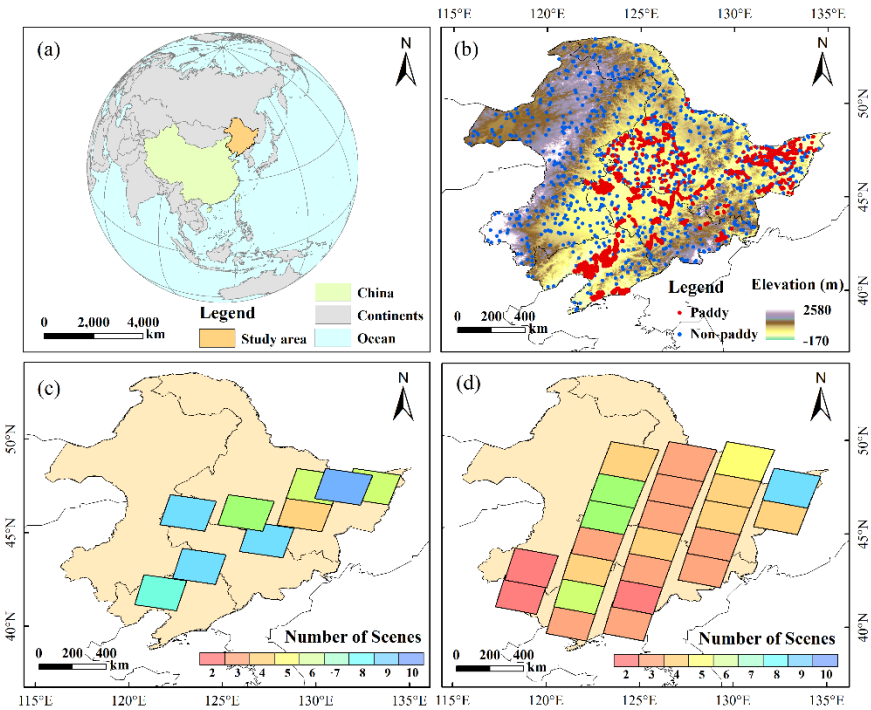 115°E 120°E 125°E 130°E 135°E
(a)
N
China
Continents
Ocean
Legend
Study area
0 2,000 4,000
km
(b)
N
50°N
45°N
40°N
Legend
Paddy
Non-paddy
Elevation (m)
2580
-170
0 200 400
km
(c)
N
50°N
45°N
40°N
0 200 400
km
Number of Scenes
2 3 4 5 6 7 8 9 10
115°E 120°E 125°E 130°E 135°E
(d)
N
50°N
45°N
40°N
0 200 400
km
Number of Scenes
2 3 4 5 6 7 8 9 10
115°E 120°E 125°E 130°E 135°E